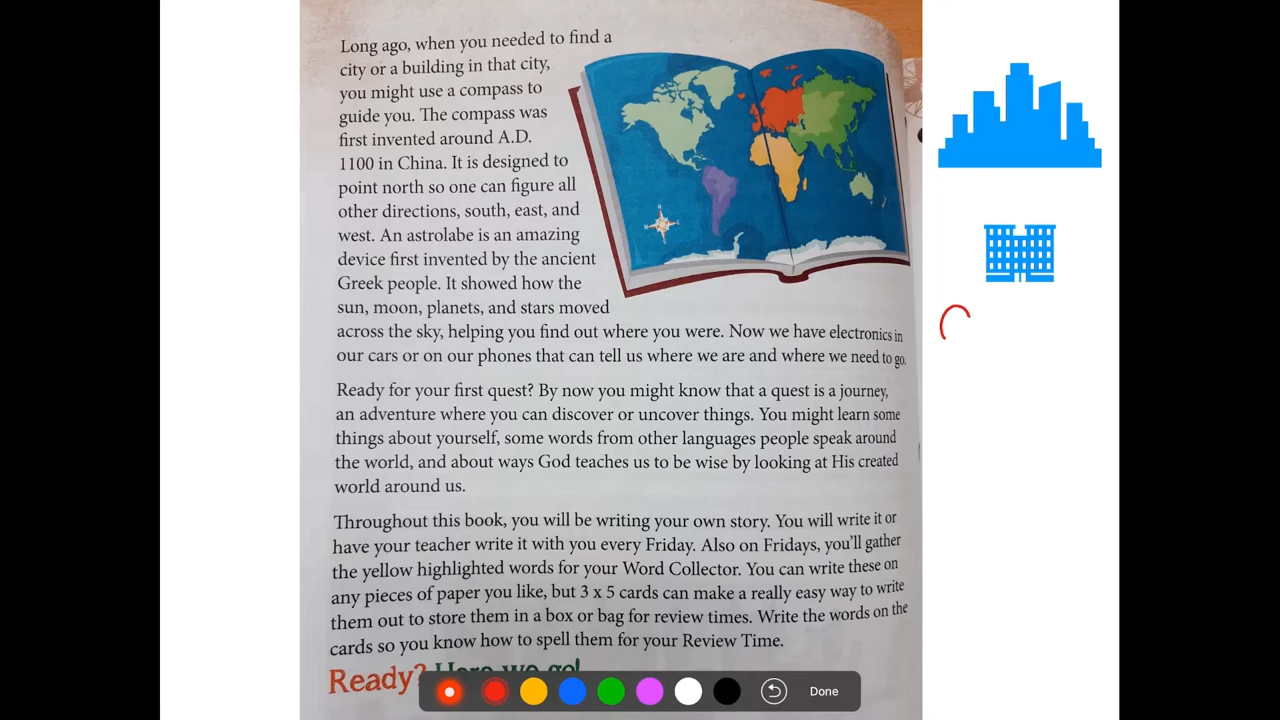 Long ago, when you needed to find a
city or a building in that city,
you might use a compass to
guide you. The compass was
first invented around A.D.
1100 in China. It is designed to
point north so one can figure all
other directions, south, east, and
west. An astrolabe is an amazing
device first invented by the ancient
Greek people. It showed how the
sun, moon, planets, and stars moved
across the sky, helping you find out where you were. Now we have electronics in
our cars or on our phones that can tell us where we are and where we need to go.
Ready for your first quest? By now you might know that a quest is a journey,
an adventure where you can discover or uncover things. You might learn some
things about yourself, some words from other languages people speak around
the world, and about ways God teaches us to be wise by looking at His created
world around us.
Throughout this book, you will be writing your own story. You will write it or
have your teacher write it with you every Friday. Also on Fridays, you’ll gather
the yellow highlighted words for your Word Collector. You can write these on
any pieces of paper you like, but 3 x 5 cards can make a really easy way to write
them out to store them in a box or bag for review times. Write the words on the
cards so you know how to spell them for your Review Time.
Ready? Here we go!
Done